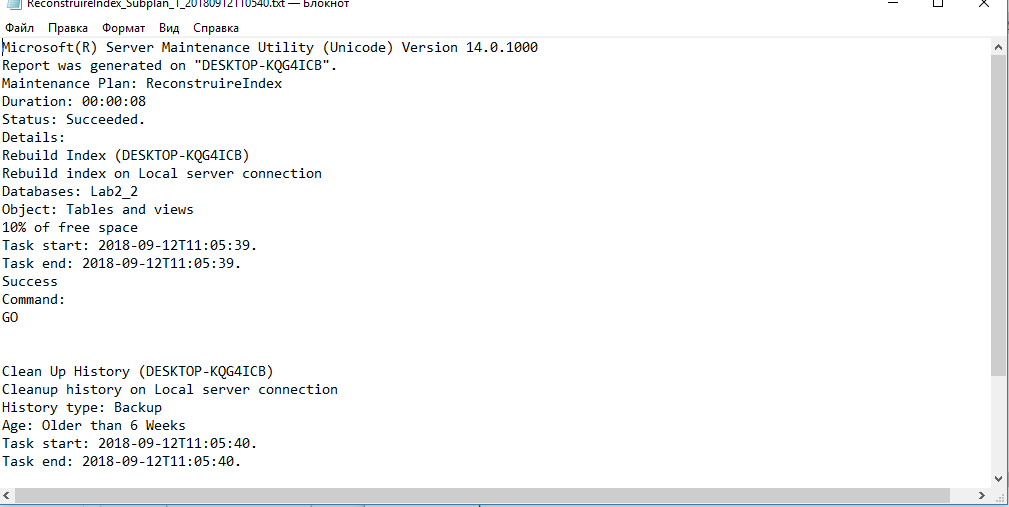 ReconstruireIndex_Subplan_1_20180912110540.txt — Блокнот
Файл Правка Формат Вид Справка
Microsoft(R) Server Maintenance Utility (Unicode) Version 14.0.1000
Report was generated on "DESKTOP-KQG4ICB".
Maintenance Plan: ReconstruireIndex
Duration: 00:00:08
Status: Succeeded.
Details:
Rebuild Index (DESKTOP-KQG4ICB)
Rebuild index on Local server connection
Databases: Lab2_2
Object: Tables and views
10% of free space
Task start: 2018-09-12T11:05:39.
Task end: 2018-09-12T11:05:39.
Success
Command:
GO
Clean Up History (DESKTOP-KQG4ICB)
Cleanup history on Local server connection
History type: Backup
Age: Older than 6 Weeks
Task start: 2018-09-12T11:05:40.
Task end: 2018-09-12T11:05:40.